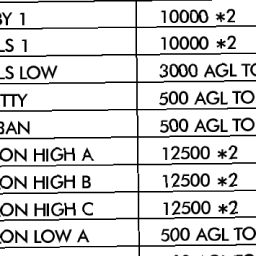 BY 1 10000 *2
LS 1 10000 *2
LS LOW 3000 AGL TO
TTY 500 AGL TO
BAN 500 AGL TO
ON HIGH A 12500 *2
ON HIGH B 12500 *2
ON HIGH C 12500 *2
ON LOW A 500 AGL TO